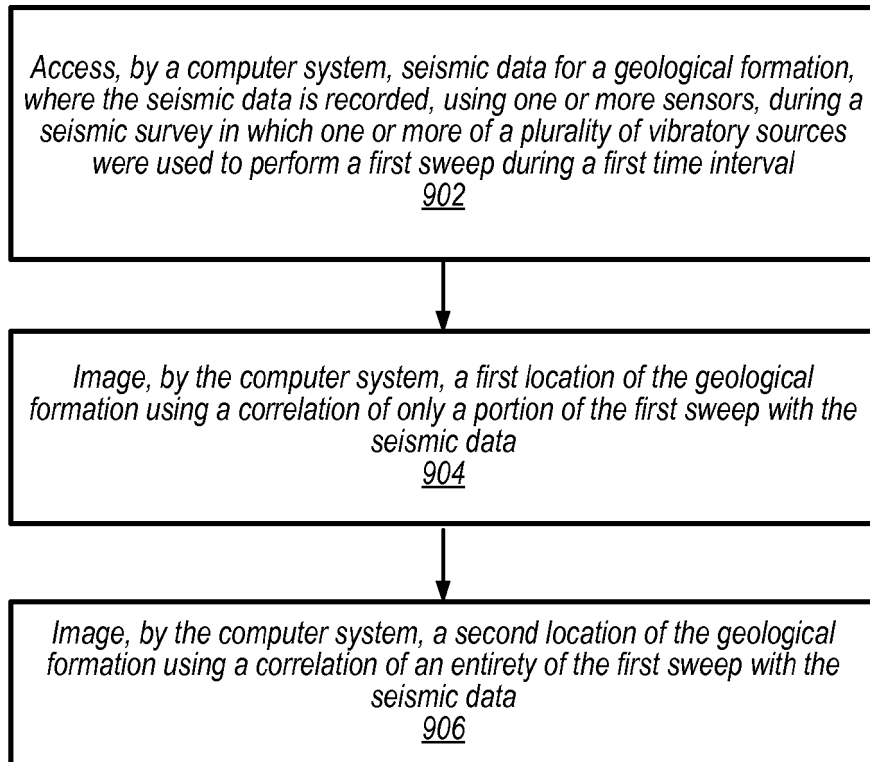 Access, by a computer system, seismic data for a geological formation,
where the seismic data is recorded, using one or more sensors, during a
seismic survey in which one or more of a plurality of vibratory sources
were used to perform a first sweep during a first time interval
902
Image, by the computer system, a first location of the geological
formation using a correlation of only a portion of the first sweep with the
seismic data
904
Image, by the computer system, a second location of the geological
formation using a correlation of an entirety of the first sweep with the
seismic data
906